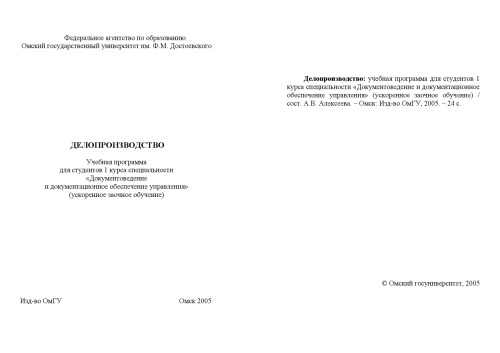 Федеральное агентство по образованию
Омский государственный университет им. Ф.М. Достоевского
ДЕЛОПРОИЗВОДСТВО
Учебная программа
для студентов 1 курса специальности
«Документоведение
и документационное обеспечение управления»
(ускоренное заочное обучение)
Изд-во ОмГУ Омск 2005
Делопроизводство: учебная программа для студентов 1
курса специальности «Документоведение и документационное
обеспечение управления» (ускоренное заочное обучение) /
сост. А.В. Алексеева. – Омск: Изд-во ОмГУ, 2005. – 24 с.
© Омский госуниверситет, 2005